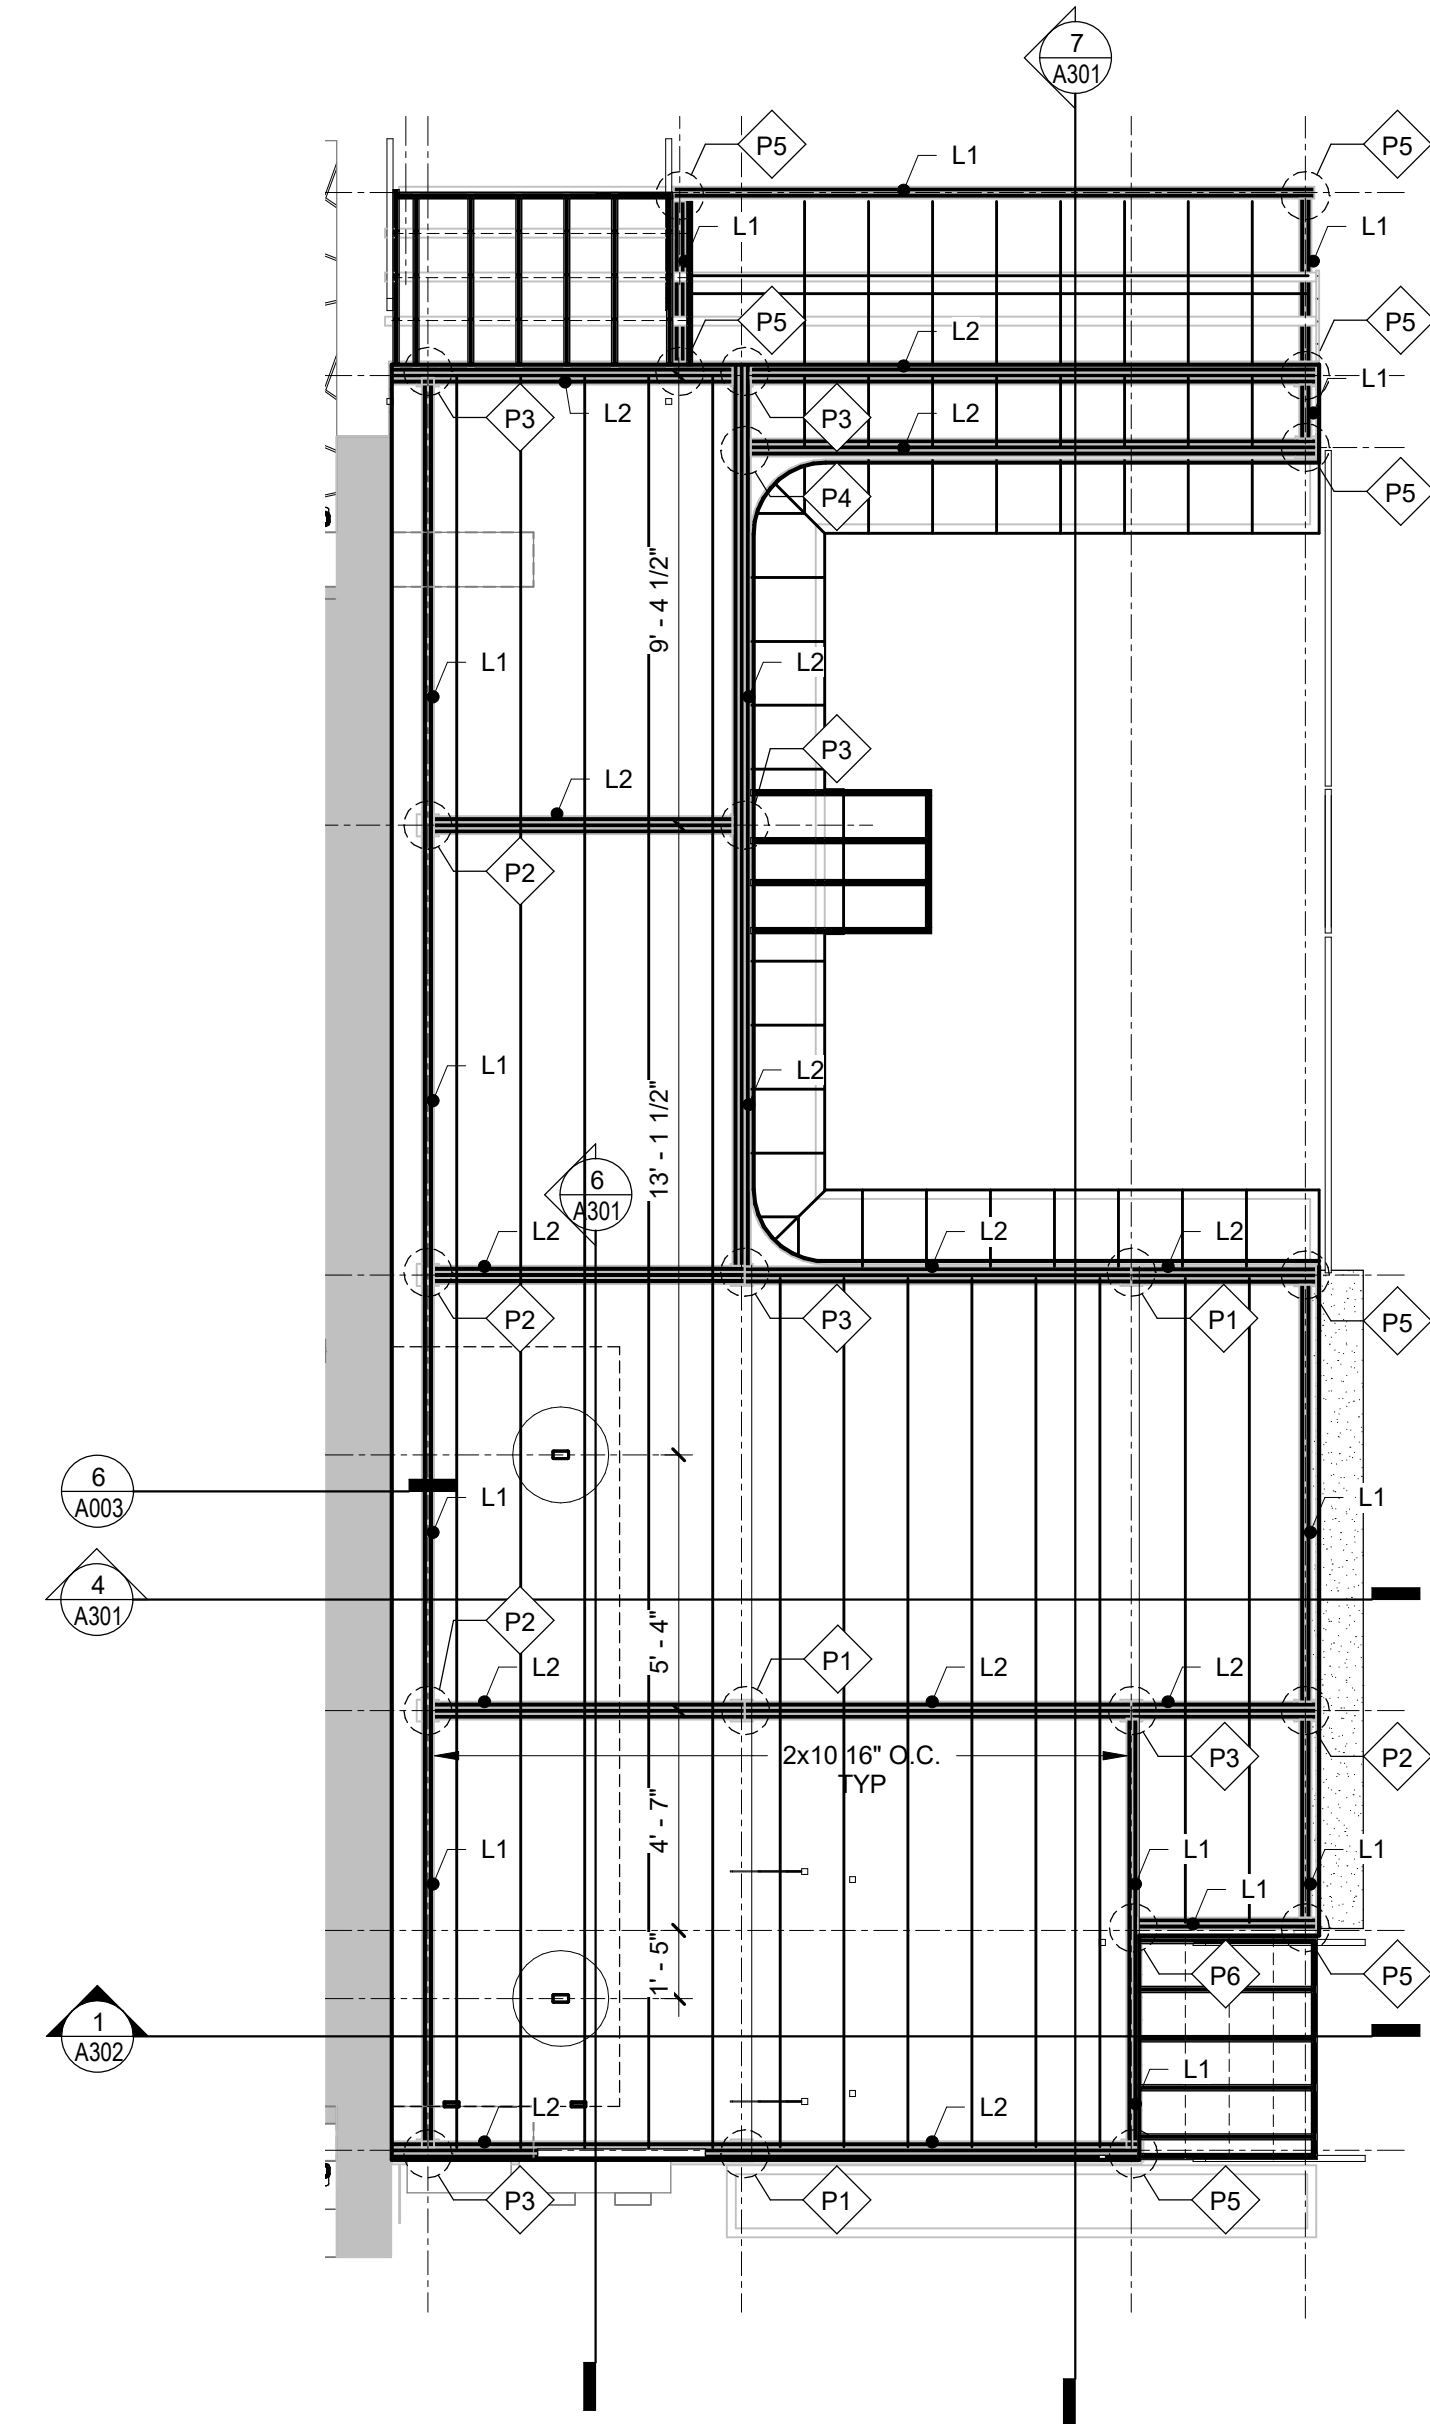 7
A301
P5
L1
P5
L1
L1
P5
L2
P5
L1
P3
L2
P3
L2
P4
P5
9' - 4 1/2"
L1
L2
P3
L2
P2
L1
L2
13' - 1 1/2"
6
A301
L2
L2
L2
P2
P3
P1
P5
6
A003
L1
L1
4
A301
P2
5' - 4"
L2
P1
L2
L2
2x10 16" O.C.
TYP
P3
P2
4' - 7"
L1
L1
L1
L1
1' - 5"
P6
P5
1
A302
L1
L2
L2
P3
P1
P5